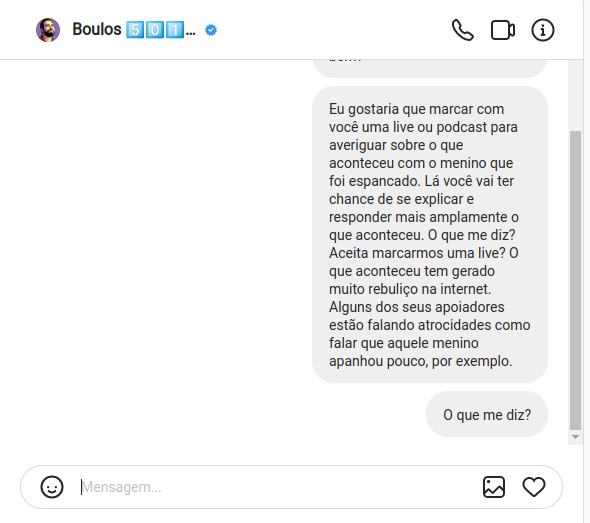 Boulos 5️⃣0️⃣1️⃣...
Eu gostaria que marcar com
você uma live ou podcast para
averiguar sobre o que
aconteceu com o menino que
foi espancado. Lá você vai ter
chance de se explicar e
responder mais amplamente o
que aconteceu. O que me diz?
Aceita marcarmos uma live? O
que aconteceu tem gerado
muito rebuliço na internet.
Alguns dos seus apoiadores
estão falando atrocidades como
falar que aquele menino
apanhou pouco, por exemplo.
O que me diz?
Mensagem...